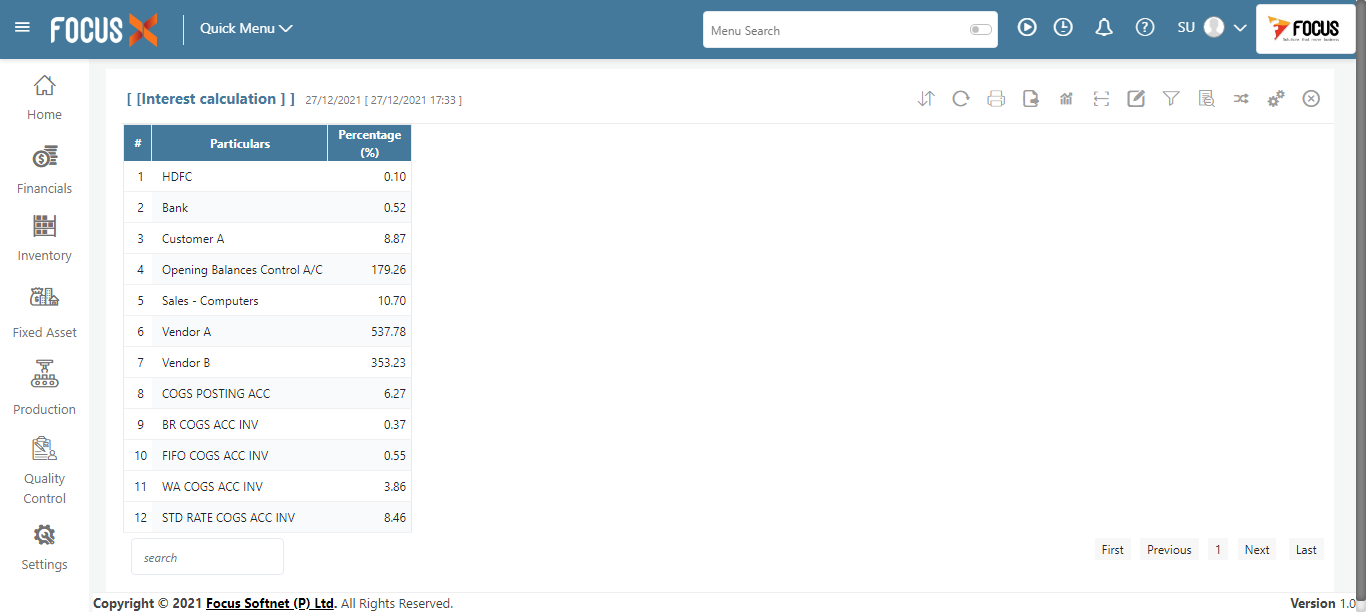 FOCUS X Quick Menu Menu Search SU FOCUS
[ [Interest calculation ] ] 27/12/2021 [ 27/12/2021 17:33 ]
Home
Financials
Inventory
Fixed Asset
Production
Quality
Control
Settings
# Particulars Percentage
(%)
1 HDFC 0.10
2 Bank 0.52
3 Customer A 8.87
4 Opening Balances Control A/C 179.26
5 Sales - Computers 10.70
6 Vendor A 537.78
7 Vendor B 353.23
8 COGS POSTING ACC 6.27
9 BR COGS ACC INV 0.37
10 FIFO COGS ACC INV 0.55
11 WA COGS ACC INV 3.86
12 STD RATE COGS ACC INV 8.46
search
First Previous 1 Next Last
Copyright © 2021 Focus Softnet (P) Ltd. All Rights Reserved. Version 1.0